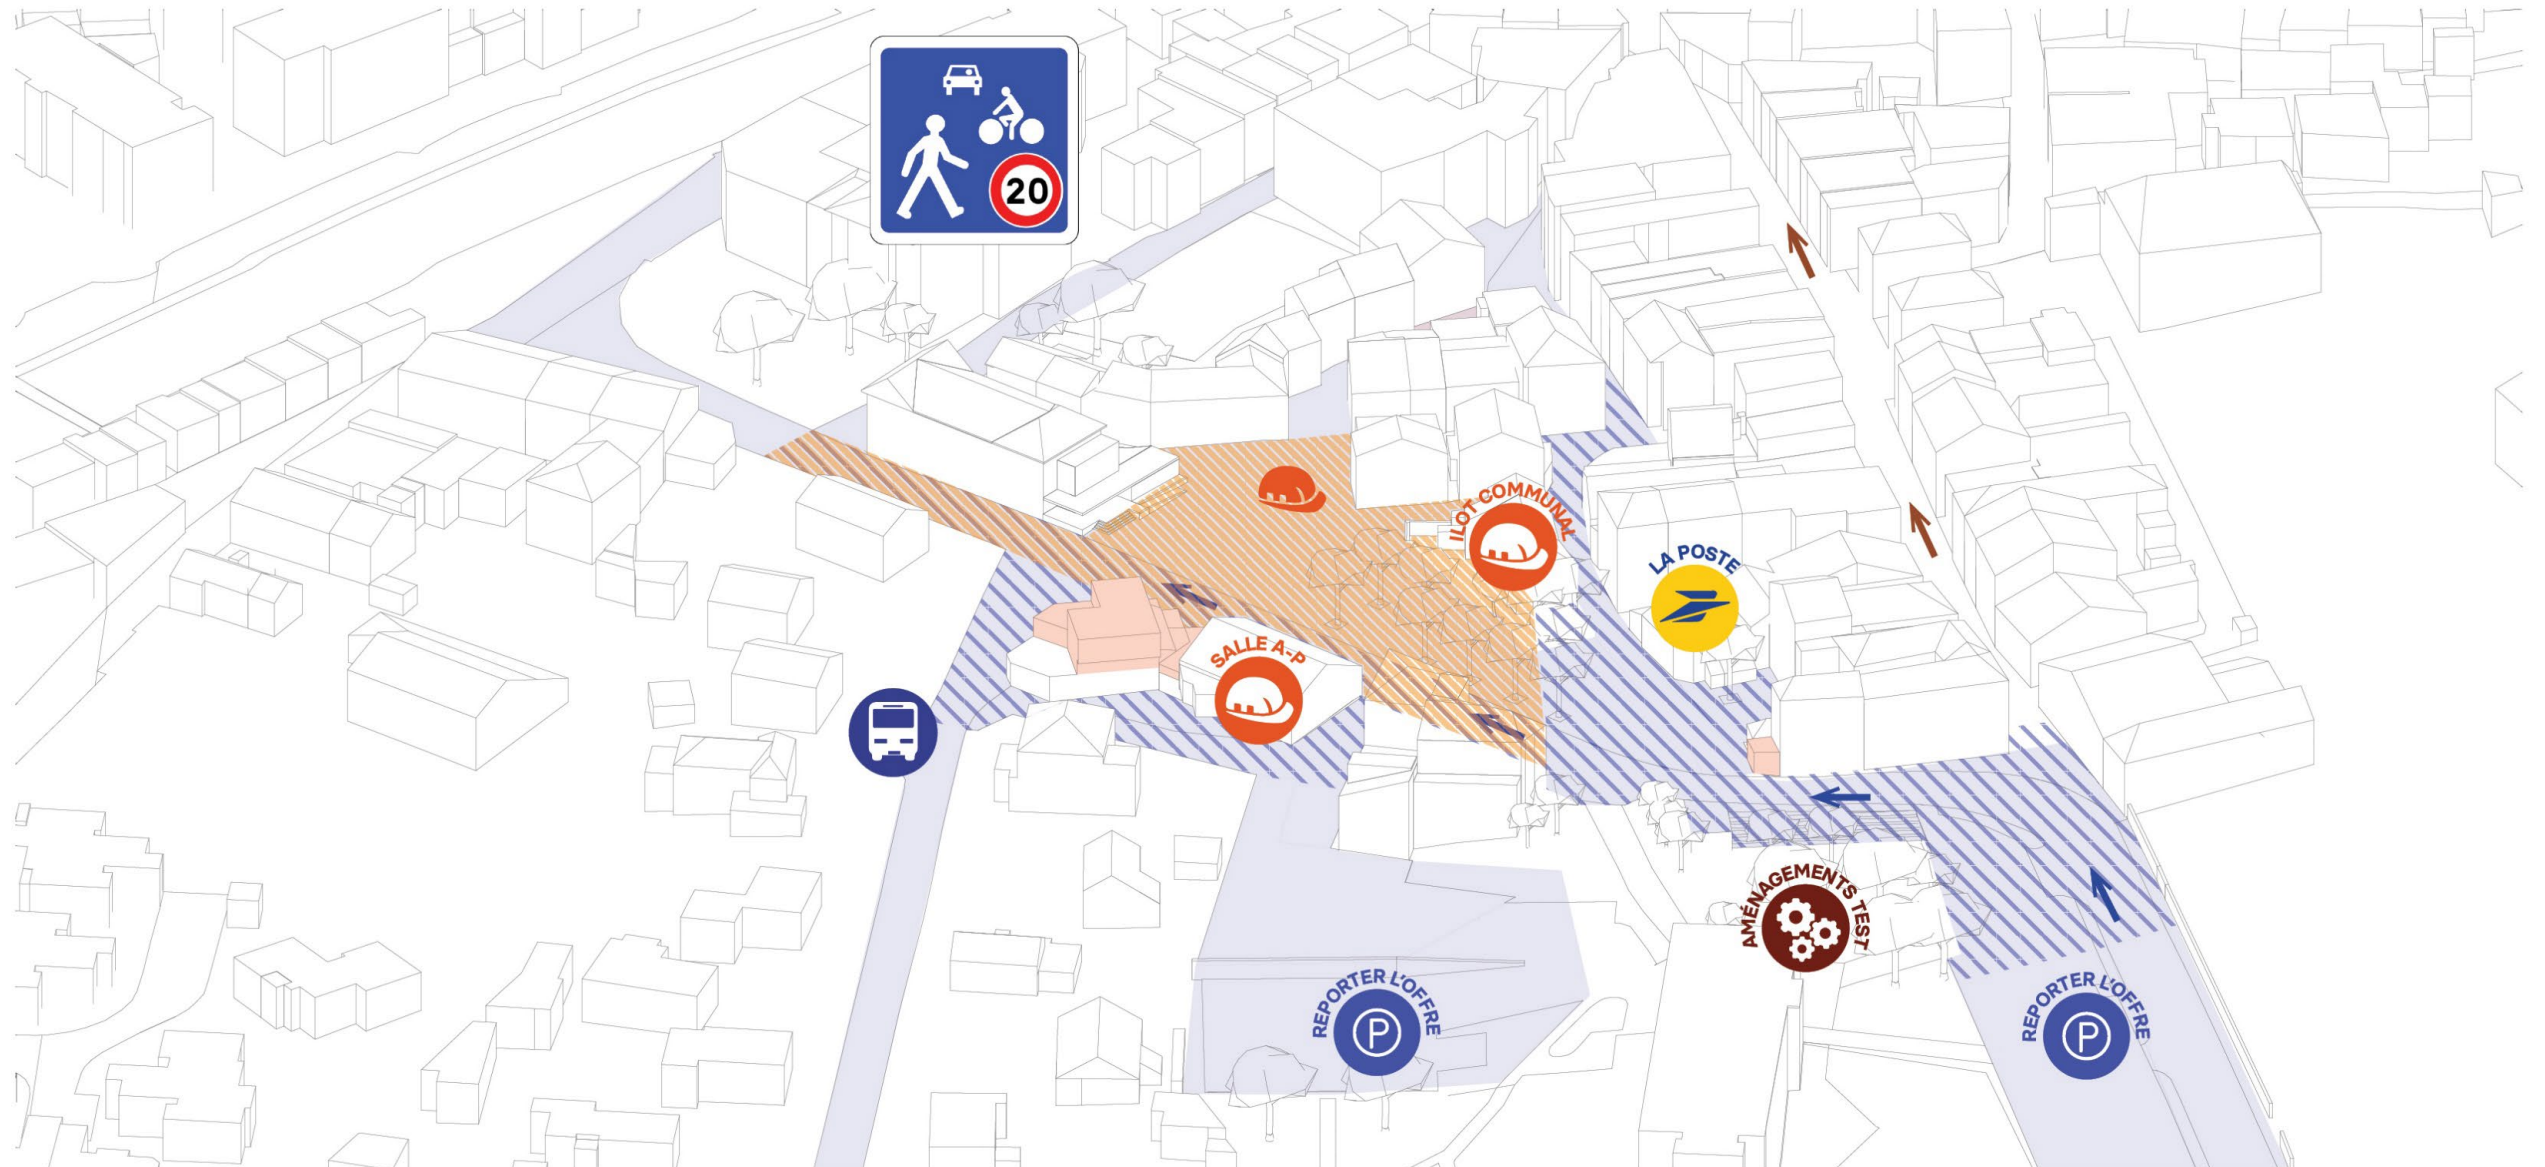 20
ILOT COMMUNAL
LA POSTE
SALLE A-P
AMÉNAGEMENTS TEST
REPORTER L'OFFRE
P
REPORTER L'OFFRE
P